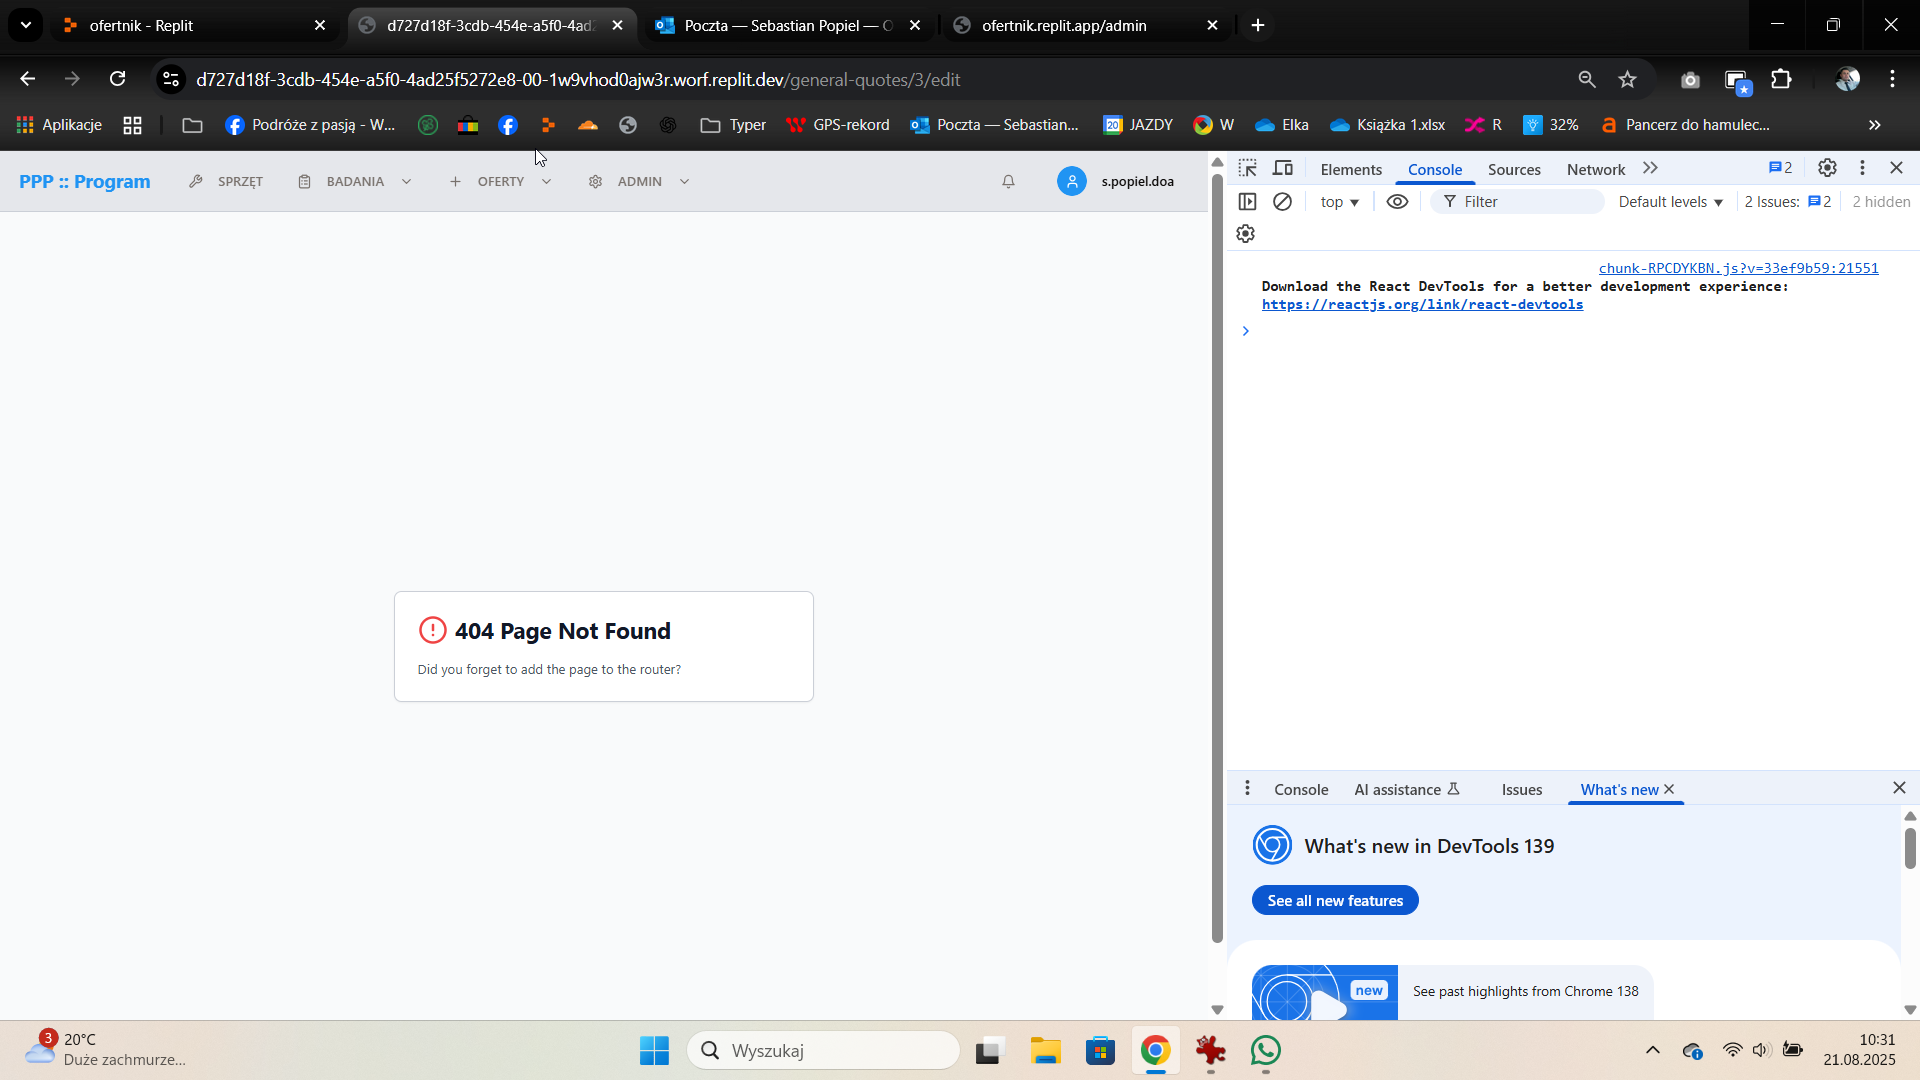 ofertnik - Replit
d727d18f-3cdb-454e-a5f0-4ad2
Poczta — Sebastian Popiel — O
ofertnik.replit.app/admin
d727d18f-3cdb-454e-a5f0-4ad25f5272e8-00-1w9vhod0ajw3r.worf.replit.dev/general-quotes/3/edit
Aplikacje
Podróże z pasją - W...
Typer
GPS-rekord
Poczta — Sebastian...
20
JAZDY
W
Elka
Książka 1.xlsx
R
32%
Pancerz do hamulec...
PPP :: Program
SPRZĘT
BADANIA
OFERTY
ADMIN
s.popiel.doa
404 Page Not Found
Did you forget to add the page to the router?
Elements
Console
Sources
Network
2
top
Filter
Default levels
2 Issues:
2
2 hidden
chunk-RPCDYKBN.js?v=33ef9b59:21551
Download the React DevTools for a better development experience:
https://reactjs.org/link/react-devtools
Console
AI assistance
Issues
What's new
What's new in DevTools 139
See all new features
new
See past highlights from Chrome 138
3
20°C
Duże zachmurze...
Wyszukaj
10:31
21.08.2025